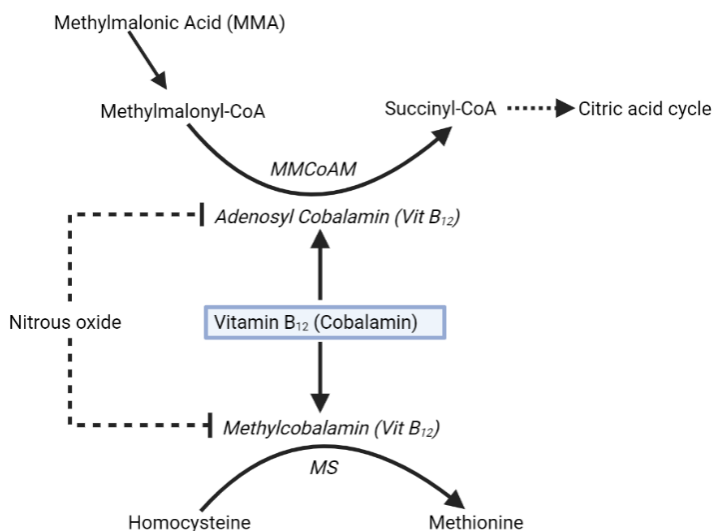 Methylmalonic Acid (MMA)
Methylmalonyl-CoA
Succinyl-CoA
Citric acid cycle
MMCoAM
Adenosyl Cobalamin (Vit B₁₂)
Nitrous oxide
Vitamin B₁₂ (Cobalamin)
Methylcobalamin (Vit B₁₂)
MS
Homocysteine
Methionine